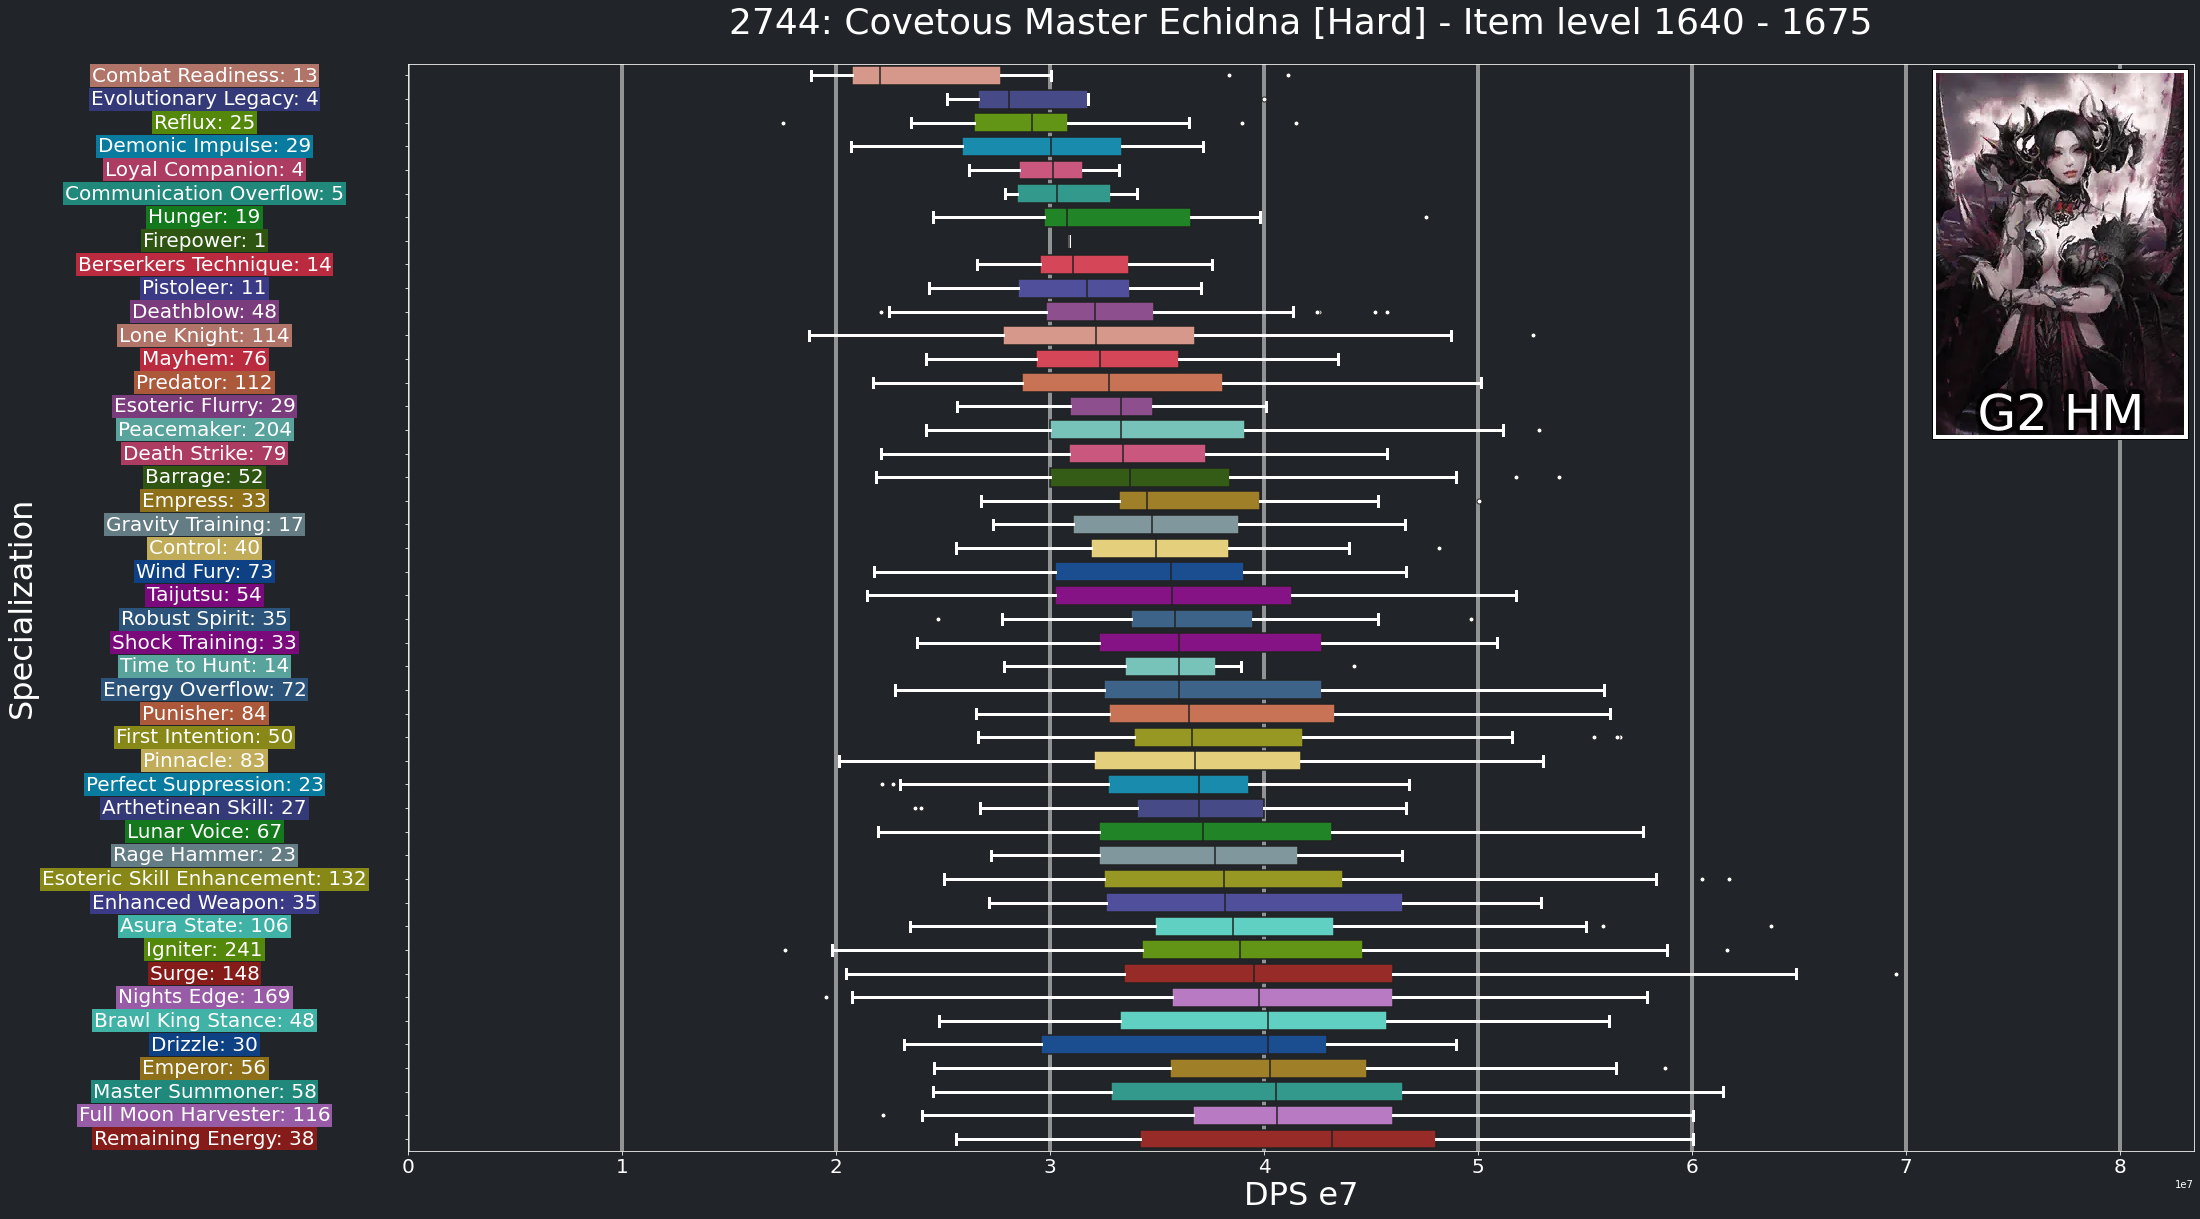 2744: Covetous Master Echidna [Hard] - Item level 1640 - 1675
Combat Readiness: 13
Evolutionary Legacy: 4
Reflux: 25
Demonic Impulse: 29
Loyal Companion: 4
Communication Overflow: 5
Hunger: 19
Firepower: 1
Berserkers Technique: 14
Pistoleer: 11
Deathblow: 48
Lone Knight: 114
Mayhem: 76
Predator: 112
Esoteric Flurry: 29
Peacemaker: 204
Death Strike: 79
Barrage: 52
Empress: 33
Gravity Training: 17
Control: 40
Wind Fury: 73
Taijutsu: 54
Robust Spirit: 35
Shock Training: 33
Time to Hunt: 14
Energy Overflow: 72
Punisher: 84
First Intention: 50
Pinnacle: 83
Perfect Suppression: 23
Arthetinean Skill: 27
Lunar Voice: 67
Rage Hammer: 23
Esoteric Skill Enhancement: 132
Enhanced Weapon: 35
Asura State: 106
Igniter: 241
Surge: 148
Nights Edge: 169
Brawl King Stance: 48
Drizzle: 30
Emperor: 56
Master Summoner: 58
Full Moon Harvester: 116
Remaining Energy: 38
Specialization
G2 HM
0 1 2 3 4 5 6 7 8
DPS e7
1e7